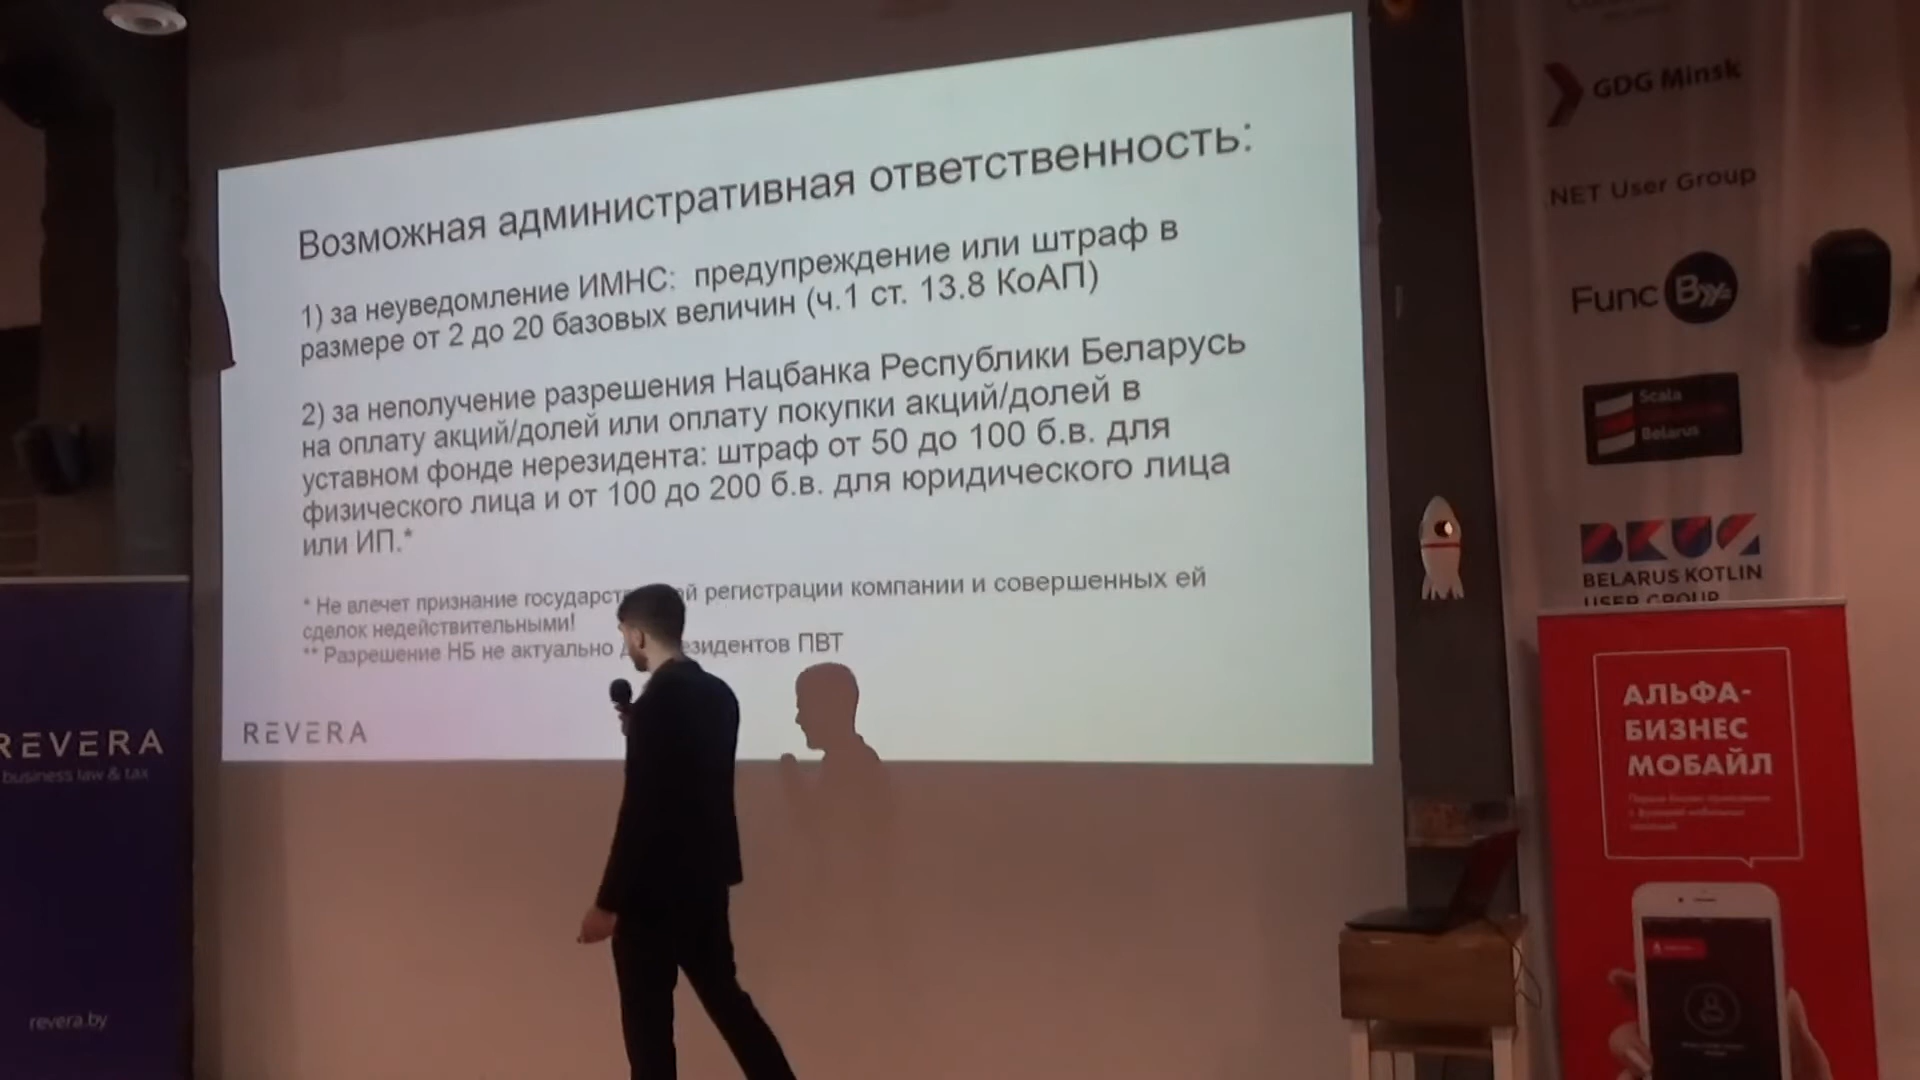 Возможная административная ответственность:
1) за неуведомление ИМНС: предупреждение или штраф в
размере от 2 до 20 базовых величин (ч.1 ст. 13.8 КоАП)
2) за неполучение разрешения Нацбанка Республики Беларусь
на оплату акций/долей или оплату покупки акций/долей в
уставном фонде нерезидента: штраф от 50 до 100 б.в. для
физического лица и от 100 до 200 б.в. для юридического лица
или ИП.*
* Не влечет признание государст й регистрации компании и совершенных ей
сделок недействительными!
** Разрешение НБ не актуально д езидентов ПВТ
REVERA
REVERA
business law & tax
revera.by
GDG Minsk
.NET User Group
Func By
Scala
Belarus
BKUG
BELARUS KOTLIN
USER GROUP
АЛЬФА-
БИЗНЕС
МОБАЙЛ